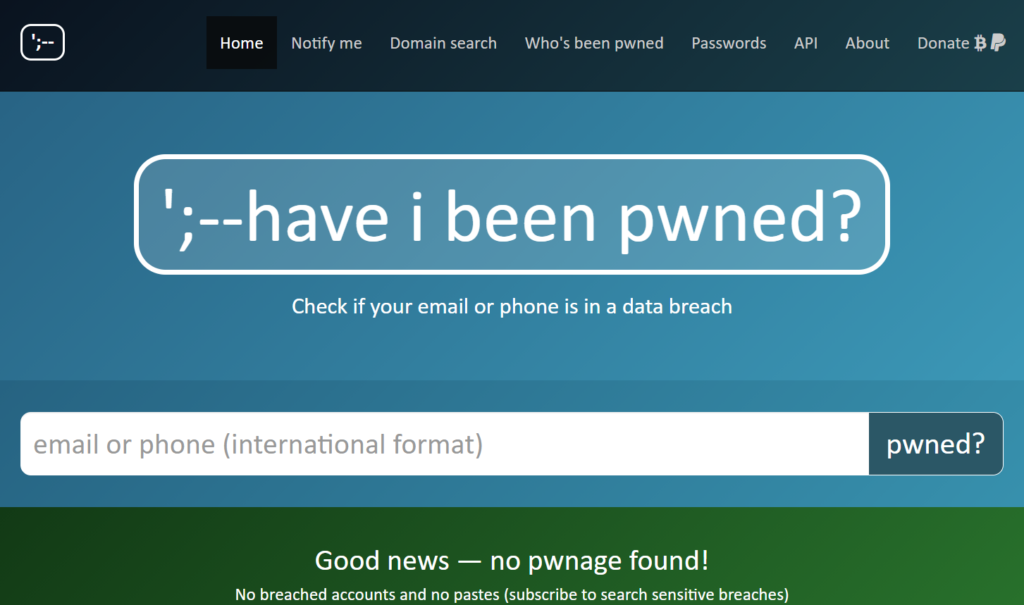 ';--
Home Notify me Domain search Who's been pwned Passwords API About Donate
';--have i been pwned?
Check if your email or phone is in a data breach
email or phone (international format) pwned?
Good news — no pwnage found!
No breached accounts and no pastes (subscribe to search sensitive breaches)